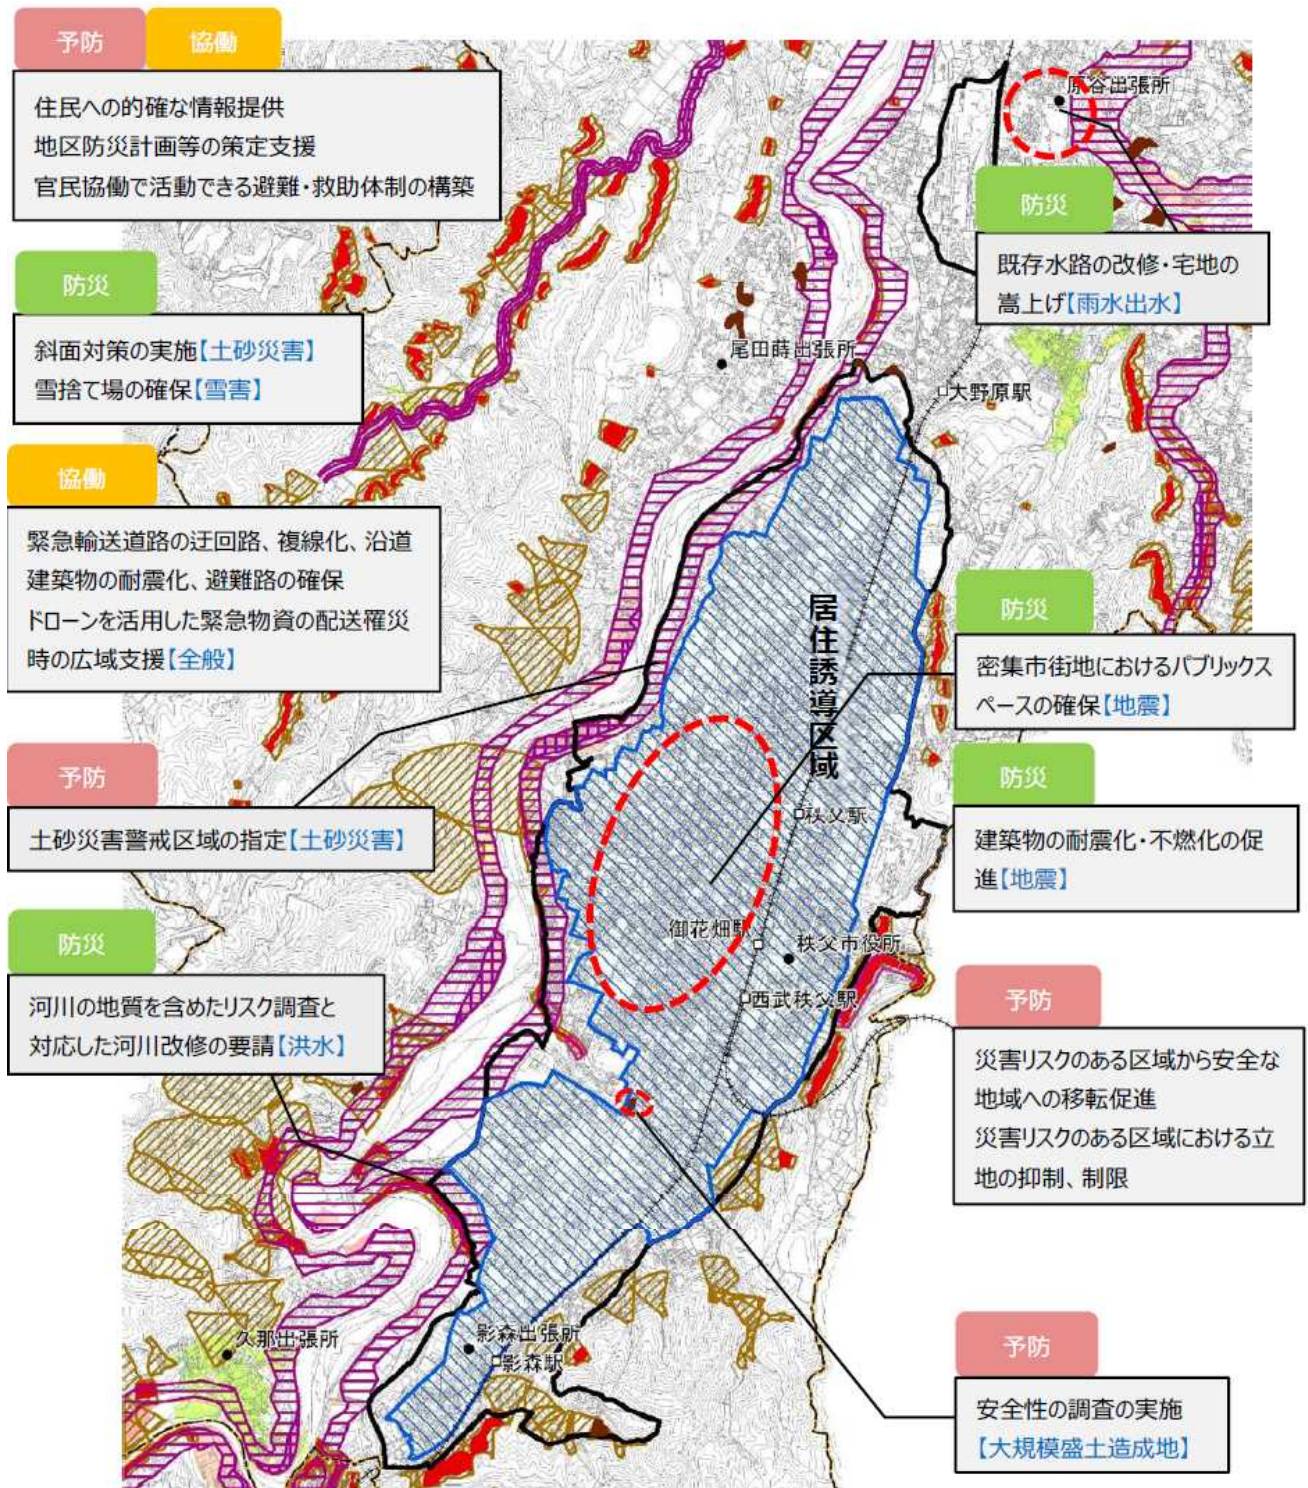 予防
協働
住民への的確な情報提供
地区防災計画等の策定支援
官民協働で活動できる避難・救助体制の構築
防災
斜面対策の実施【土砂災害】
雪捨て場の確保【雪害】
協働
緊急輸送道路の迂回路、複線化、沿道
建築物の耐震化、避難路の確保
ドローンを活用した緊急物資の配送罹災
時の広域支援【全般】
予防
土砂災害警戒区域の指定【土砂災害】
防災
河川の地質を含めたリスク調査と
対応した河川改修の要請【洪水】
原谷出張所
防災
既存水路の改修・宅地の
嵩上げ【雨水出水】
尾田蒔出張所
大野原駅
居住誘導区域
防災
密集市街地におけるパブリックス
ペースの確保【地震】
防災
建築物の耐震化・不燃化の促
進【地震】
秩父駅
御花畑駅
秩父市役所
西武秩父駅
予防
災害リスクのある区域から安全な
地域への移転促進
災害リスクのある区域における立
地の抑制、制限
久那出張所
影森出張所
影森駅
予防
安全性の調査の実施
【大規模盛土造成地】